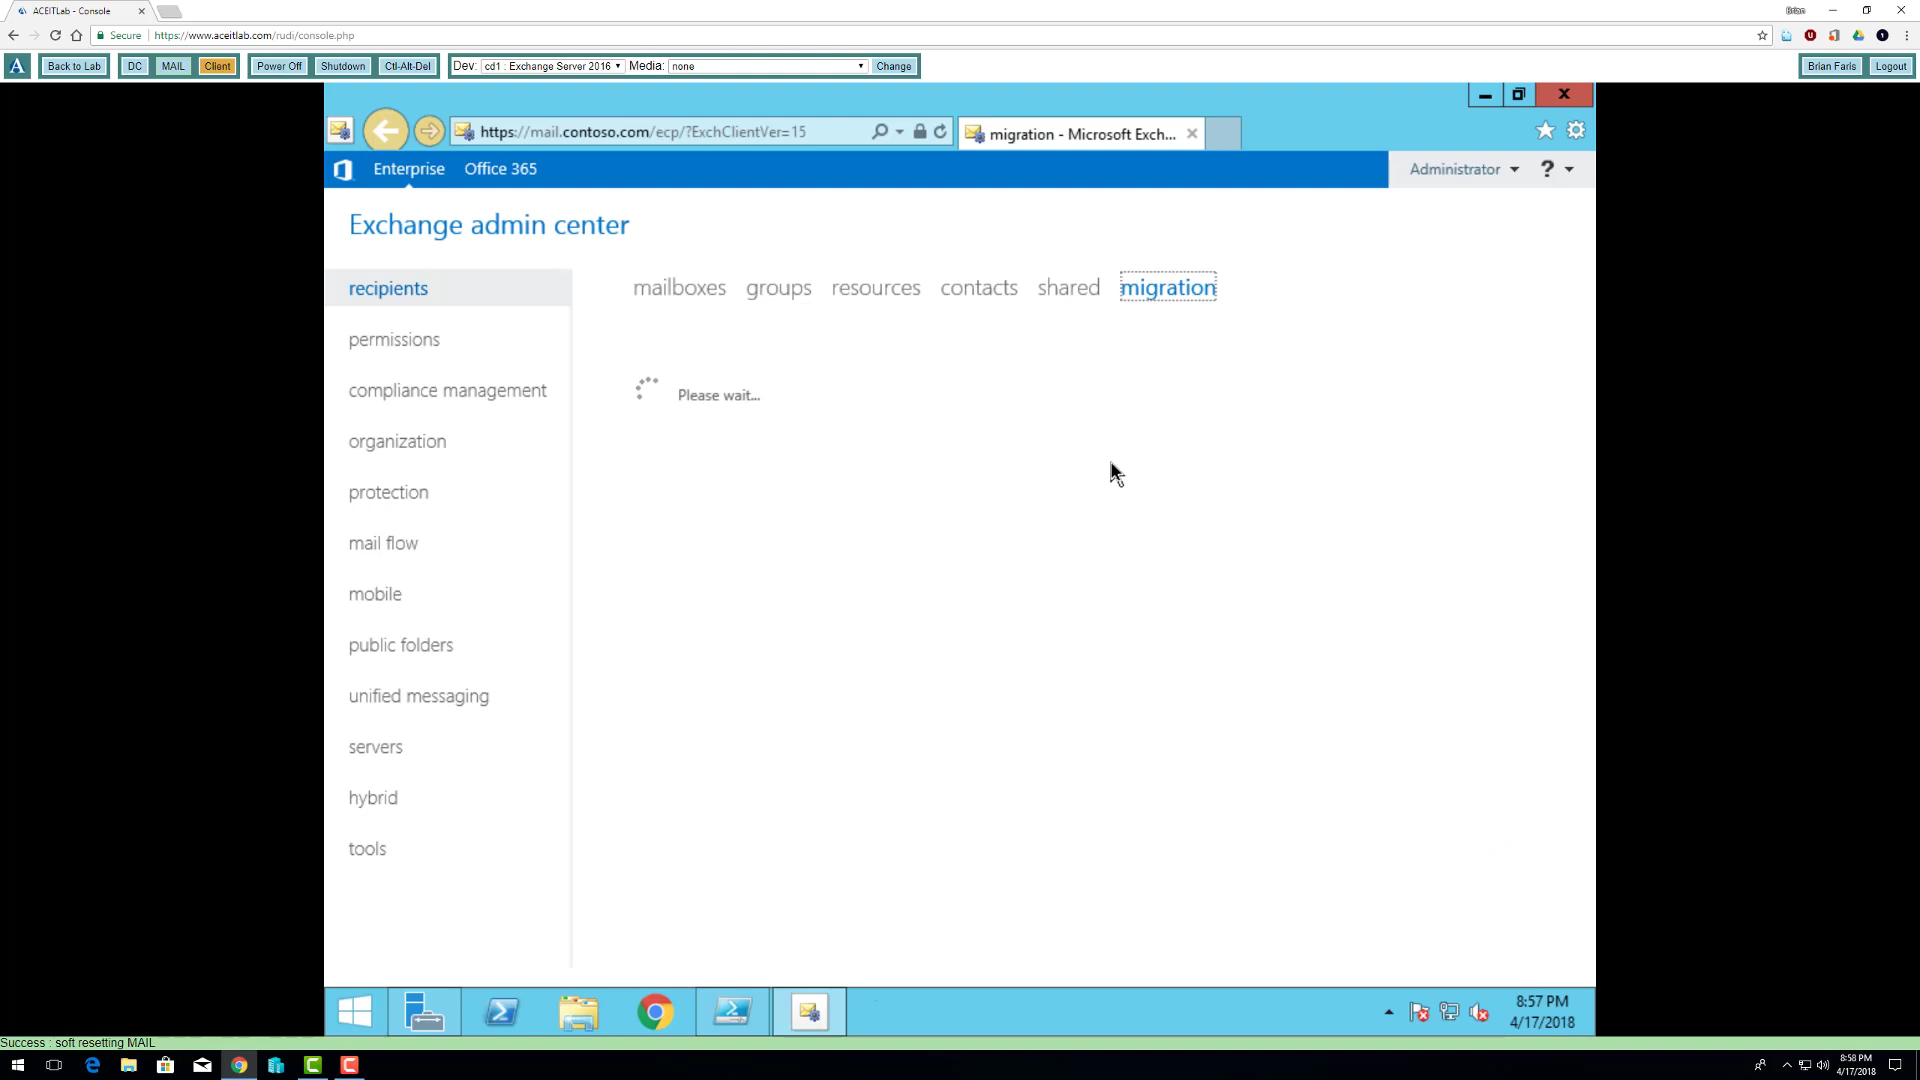 ACEITLab - Console
Brian
Secure https://www.aceitlab.com/rudi/console.php
Back to Lab DC MAIL Client Power Off Shutdown Ctl-Alt-Del Dev: cd1 : Exchange Server 2016 Media: none Change Brian Faris Logout
https://mail.contoso.com/ecp/?ExchClientVer=15 migration - Microsoft Exch...
Enterprise Office 365 Administrator ?
Exchange admin center
recipients
mailboxes groups resources contacts shared migration
permissions
compliance management
Please wait...
organization
protection
mail flow
mobile
public folders
unified messaging
servers
hybrid
tools
8:57 PM
4/17/2018
Success : soft resetting MAIL
8:58 PM
4/17/2018